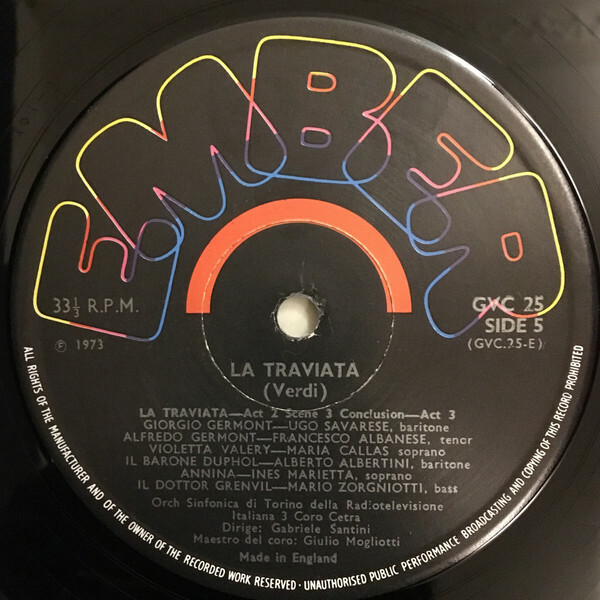 EMBER
33⅓ R.P.M.
℗ 1973
GVC 25
SIDE 5
(GVC.25-E)
LA TRAVIATA
(Verdi)
LA TRAVIATA—Act 2 Scene 3 Conclusion—Act 3
GIORGIO GERMONT—UGO SAVARESE, baritone
ALFREDO GERMONT—FRANCESCO ALBANESE, tenor
VIOLETTA VALERY—MARIA CALLAS soprano
IL BARONE DUPHOL—ALBERTO ALBERTINI, baritone
ANNINA—INES MARIETTA, soprano
IL DOTTOR GRENVIL—MARIO ZORGNIOTTI, bass
Orch Sinfonica di Torino della Radiotelevisione
Italiana 3 Coro Cetra
Dirige: Gabriele Santini
Maestro del coro: Giulio Mogliotti
Made in England
ALL RIGHTS OF THE MANUFACTURER AND OF THE OWNER OF THE RECORDED WORK RESERVED · UNAUTHORISED PUBLIC PERFORMANCE BROADCASTING AND COPYING OF THIS RECORD PROHIBITED